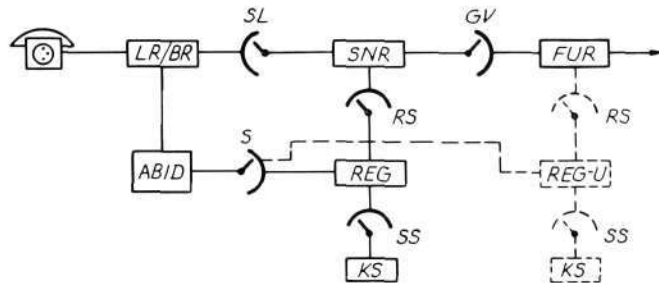 SL
GV
LR/BR
SNR
FUR
RS
RS
S
ABID
REG
REG-U
SS
SS
KS
KS